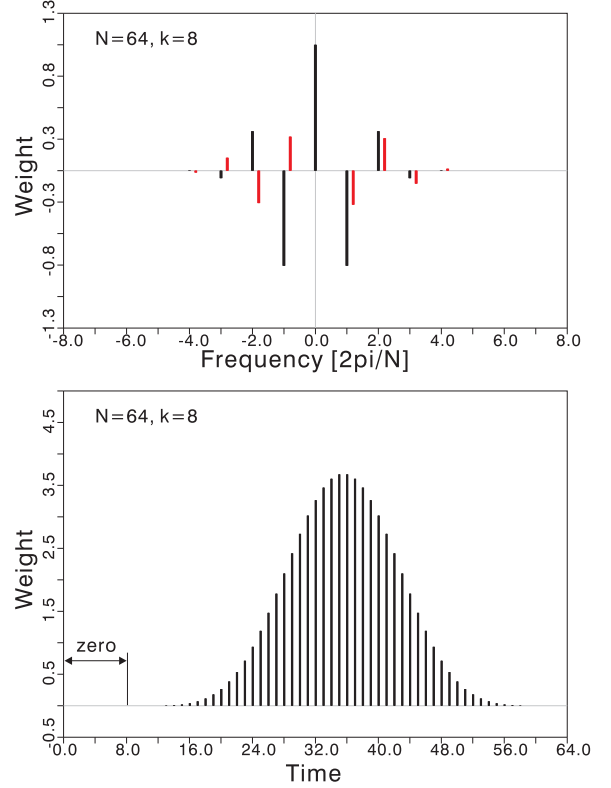 1.3
N=64, k=8
0.8
0.3
-0.3
-0.8
-1.3
Weight
-8.0 -6.0 -4.0 -2.0 0.0 2.0 4.0 6.0 8.0
Frequency [2pi/N]
N=64, k=8
4.5
3.5
2.5
1.5
0.5
0.5
Weight
zero
0.0 8.0 16.0 24.0 32.0 40.0 48.0 56.0 64.0
Time